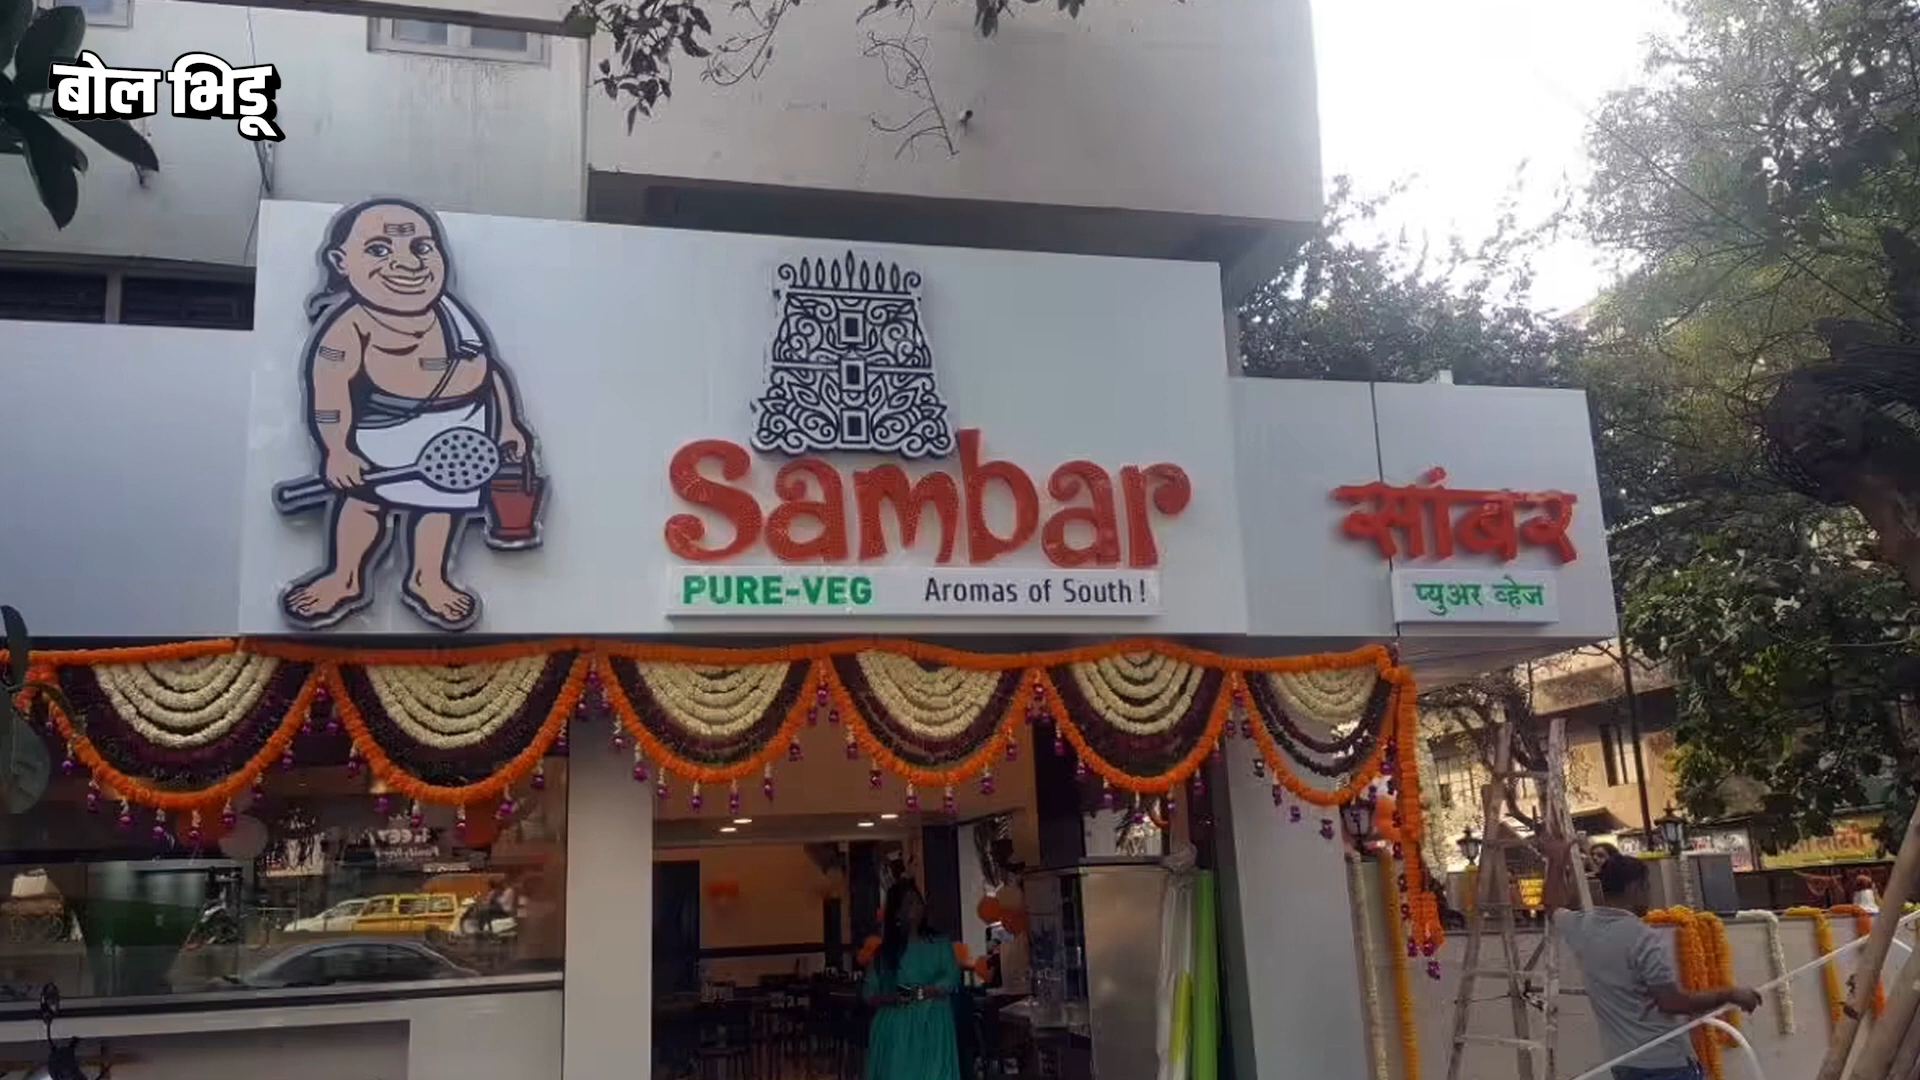 बोल भिडू
Sambar
PURE-VEG Aromas of South!
सांबर
प्युअर व्हेज